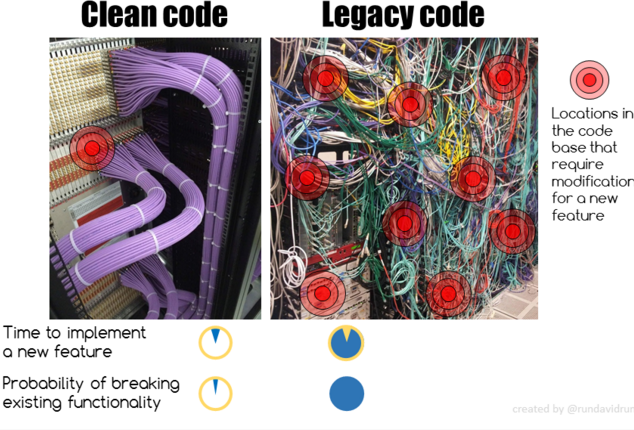 Clean code
Legacy code
Locations in
the code
base that
require
modification
for a new
feature
Time to implement
a new feature
Probability of breaking
existing functionality
created by @rundavidrun